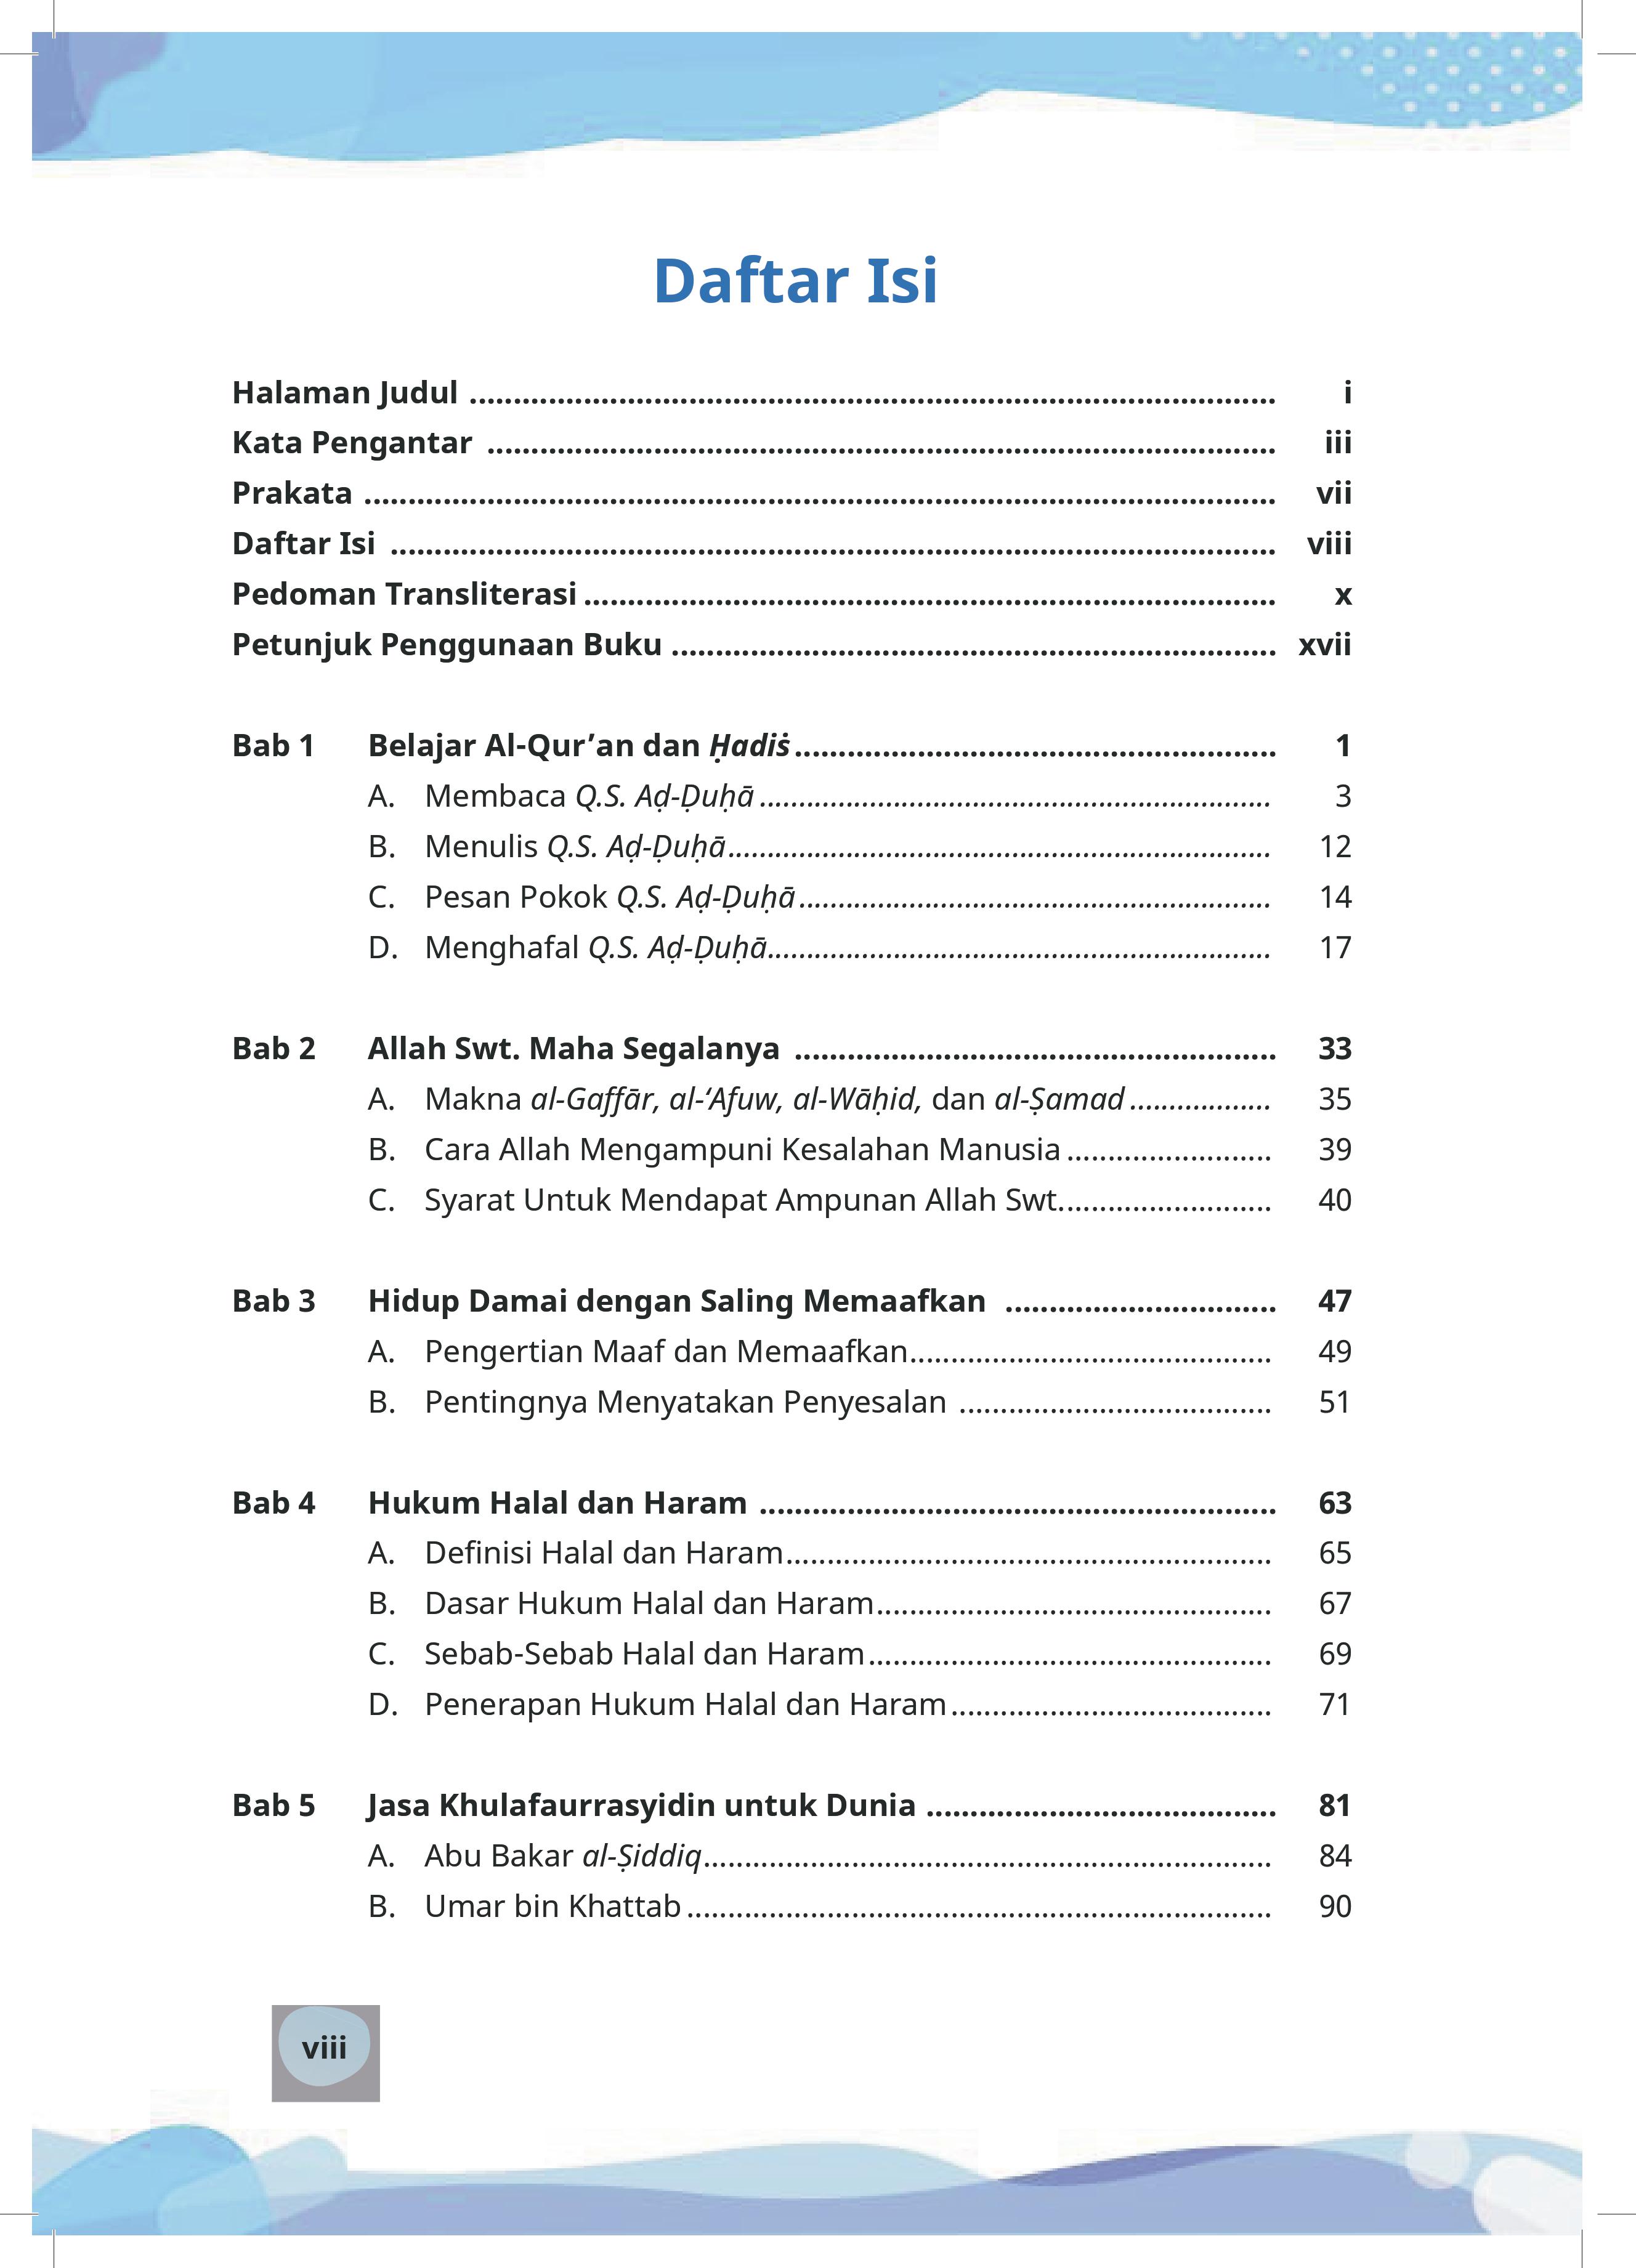 Daftar Isi
Halaman Judul ............................................................................................ i
Kata Pengantar .......................................................................................... iii
Prakata ........................................................................................................ vii
Daftar Isi ..................................................................................................... viii
Pedoman Transliterasi ............................................................................... x
Petunjuk Penggunaan Buku ..................................................................... xvii
Bab 1 Belajar Al-Qur’an dan Ḥadiṡ ....................................................... 1
A. Membaca Q.S. Aḍ-Ḍuḥā ................................................................. 3
B. Menulis Q.S. Aḍ-Ḍuḥā ..................................................................... 12
C. Pesan Pokok Q.S. Aḍ-Ḍuḥā ............................................................ 14
D. Menghafal Q.S. Aḍ-Ḍuḥā ................................................................ 17
Bab 2 Allah Swt. Maha Segalanya ....................................................... 33
A. Makna al-Gaffār, al-‘Afuw, al-Wāḥid, dan al-Ṣamad .................. 35
B. Cara Allah Mengampuni Kesalahan Manusia ......................... 39
C. Syarat Untuk Mendapat Ampunan Allah Swt. ......................... 40
Bab 3 Hidup Damai dengan Saling Memaafkan ............................... 47
A. Pengertian Maaf dan Memaafkan ............................................ 49
B. Pentingnya Menyatakan Penyesalan ...................................... 51
Bab 4 Hukum Halal dan Haram ........................................................... 63
A. Definisi Halal dan Haram ........................................................... 65
B. Dasar Hukum Halal dan Haram ................................................ 67
C. Sebab-Sebab Halal dan Haram ................................................. 69
D. Penerapan Hukum Halal dan Haram ....................................... 71
Bab 5 Jasa Khulafaurrasyidin untuk Dunia ........................................ 81
A. Abu Bakar al-Ṣiddiq ..................................................................... 84
B. Umar bin Khattab ....................................................................... 90
viii